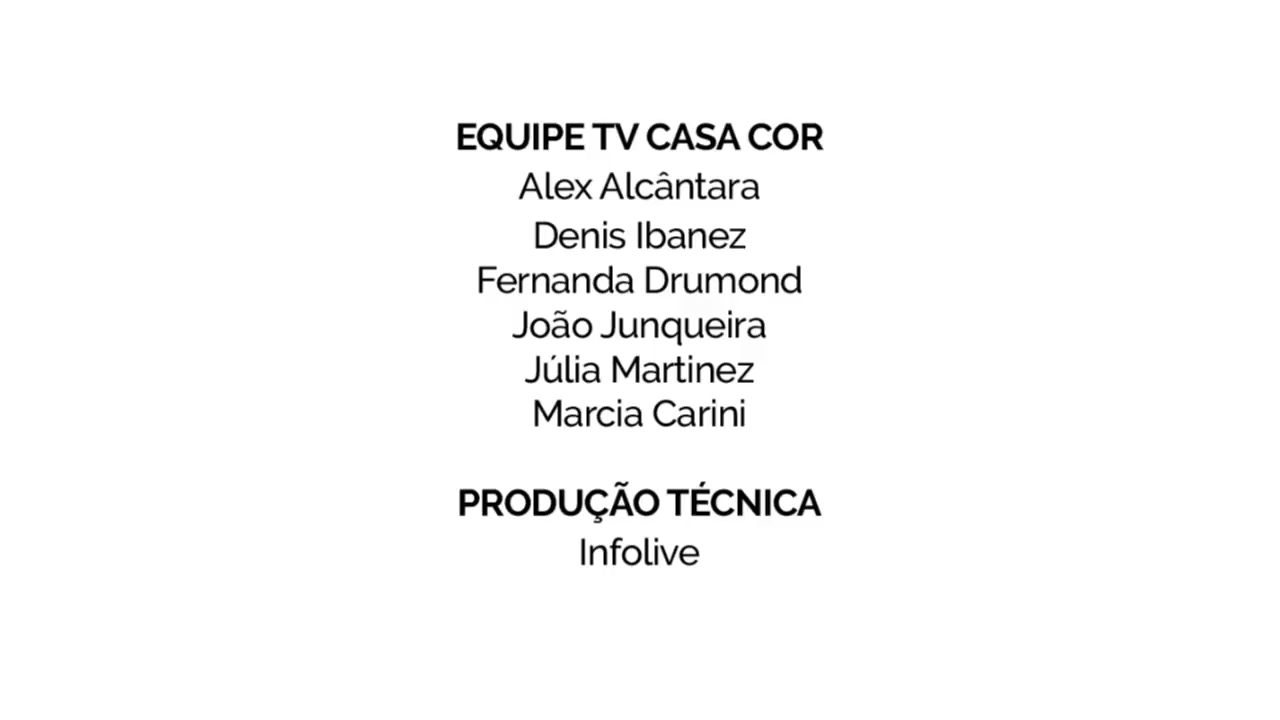 EQUIPE TV CASA COR
Alex Alcântara
Denis Ibanez
Fernanda Drumond
João Junqueira
Júlia Martinez
Marcia Carini
PRODUÇÃO TÉCNICA
Infolive